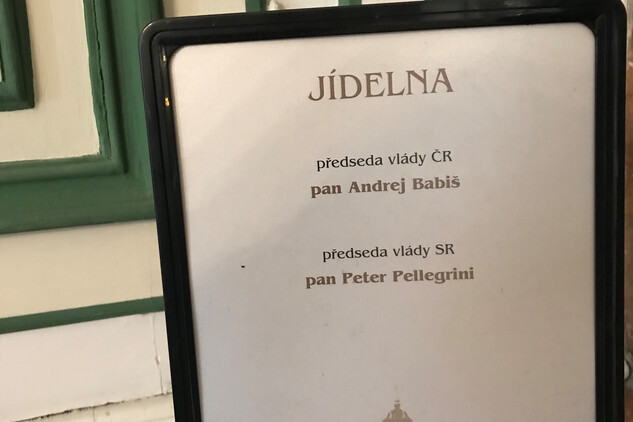 JÍDELNA
předseda vlády ČR
pan Andrej Babiš
předseda vlády SR
pan Peter Pellegrini